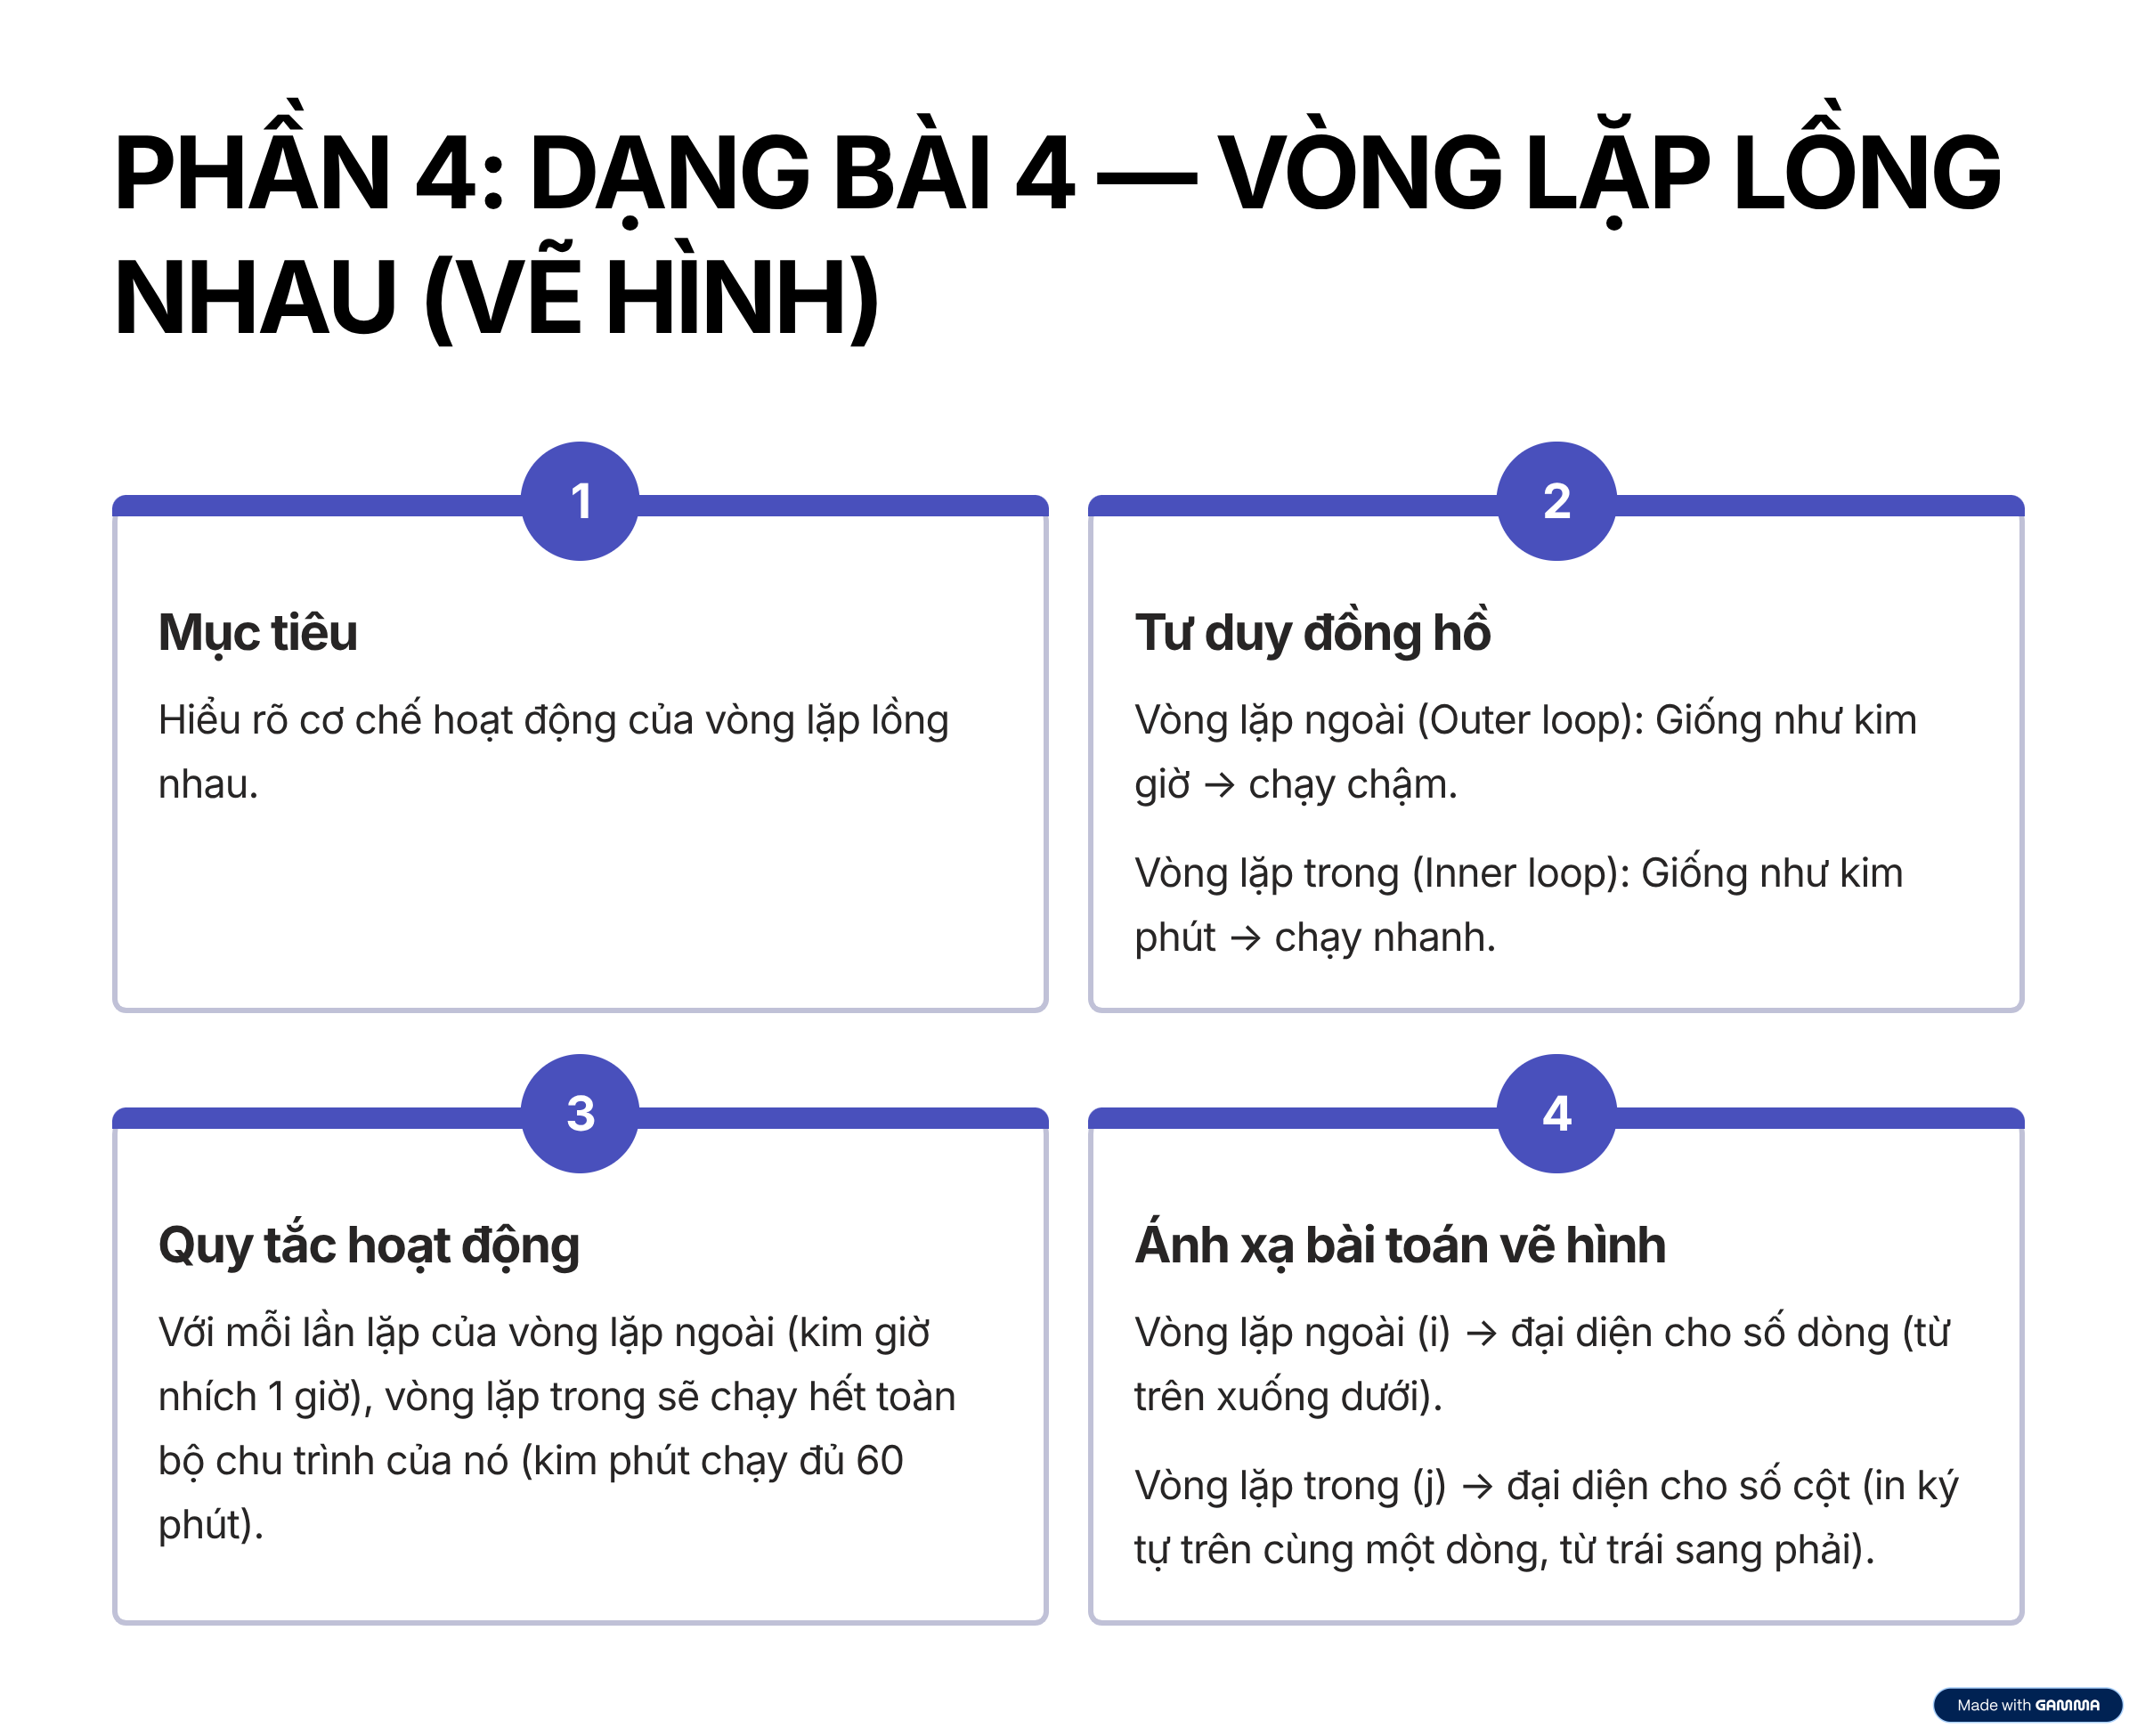 PHẦN 4: DẠNG BÀI 4 — VÒNG LẶP LỒNG
NHAU (VẼ HÌNH)
1
Mục tiêu
Hiểu rõ cơ chế hoạt động của vòng lặp lồng
nhau.
2
Tư duy đồng hồ
Vòng lặp ngoài (Outer loop): Giống như kim
giờ → chạy chậm.
Vòng lặp trong (Inner loop): Giống như kim
phút → chạy nhanh.
3
Quy tắc hoạt động
Với mỗi lần lặp của vòng lặp ngoài (kim giờ
nhích 1 giờ), vòng lặp trong sẽ chạy hết toàn
bộ chu trình của nó (kim phút chạy đủ 60
phút).
4
Ánh xạ bài toán vẽ hình
Vòng lặp ngoài (i) → đại diện cho số dòng (từ
trên xuống dưới).
Vòng lặp trong (j) → đại diện cho số cột (in ký
tự trên cùng một dòng, từ trái sang phải).
Made with GAMMA